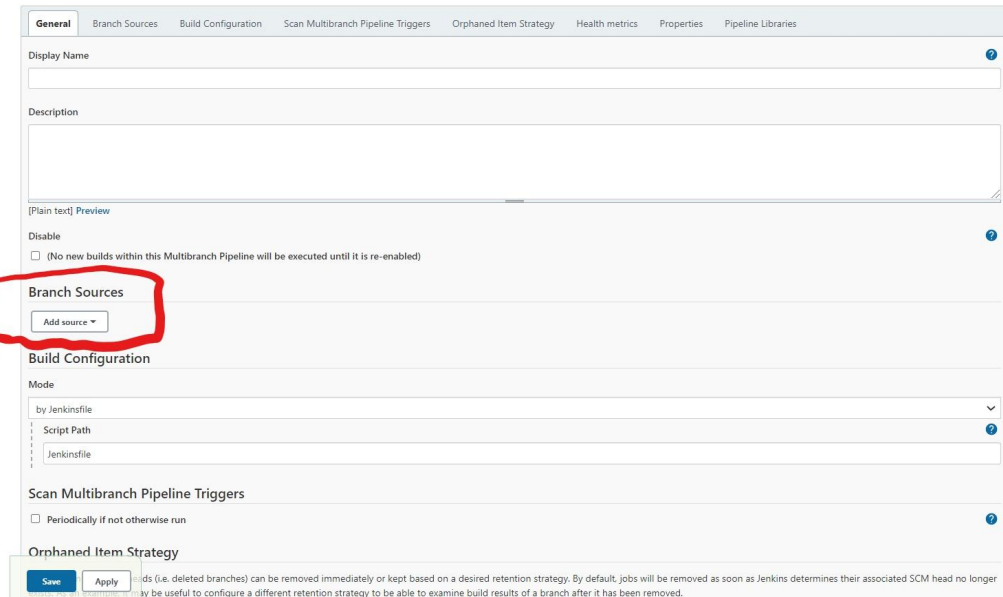 General Branch Sources Build Configuration Scan Multibranch Pipeline Triggers Orphaned Item Strategy Health metrics Properties Pipeline Libraries
Display Name
Description
[Plain text] Preview
Disable
(No new builds within this Multibranch Pipeline will be executed until it is re-enabled)
Branch Sources
Add source
Build Configuration
Mode
by Jenkinsfile
Script Path
Jenkinsfile
Scan Multibranch Pipeline Triggers
Periodically if not otherwise run
Orphaned Item Strategy
(i.e. deleted branches) can be removed immediately or kept based on a desired retention strategy. By default, jobs will be removed as soon as Jenkins determines their associated SCM head no longer
be useful to configure a different retention strategy to be able to examine build results of a branch after it has been removed.
Save Apply